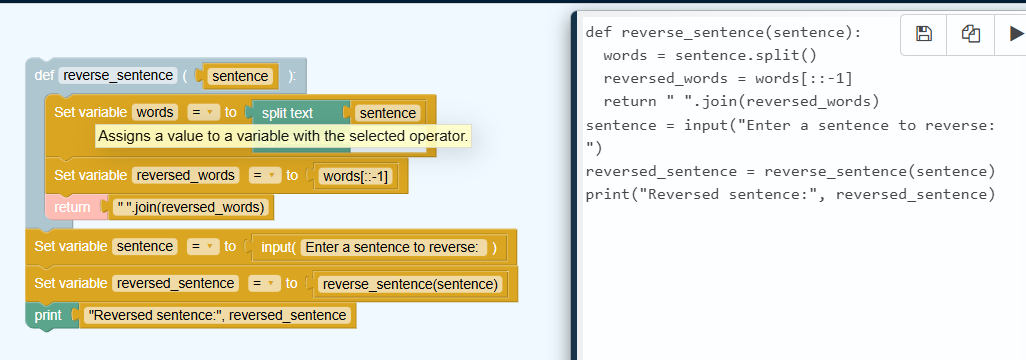 def reverse_sentence ( sentence ):
Set variable words = to split text sentence
Assigns a value to a variable with the selected operator.
Set variable reversed_words = to words[::-1]
return " ".join(reversed_words)
Set variable sentence = to input( Enter a sentence to reverse: )
Set variable reversed_sentence = to reverse_sentence(sentence)
print "Reversed sentence:", reversed_sentence
def reverse_sentence(sentence):
  words = sentence.split()
  reversed_words = words[::-1]
  return " ".join(reversed_words)
sentence = input("Enter a sentence to reverse:
")
reversed_sentence = reverse_sentence(sentence)
print("Reversed sentence:", reversed_sentence)